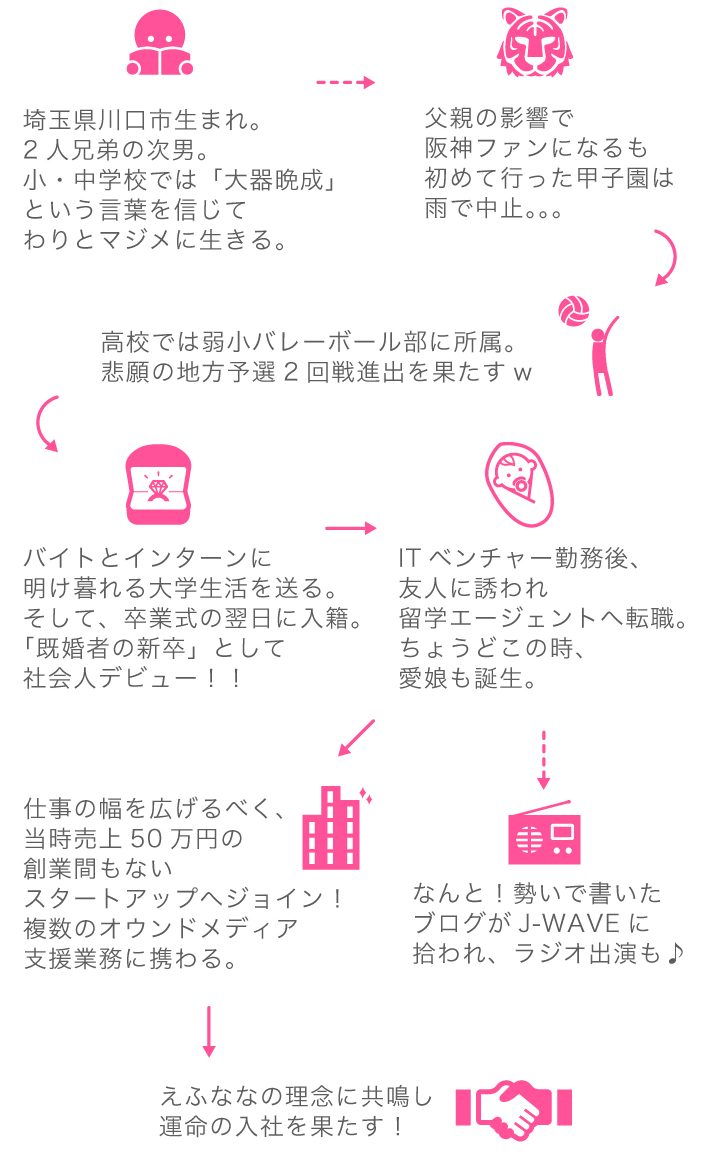 埼玉県川口市生まれ。
2人兄弟の次男。
小・中学校では「大器晩成」
という言葉を信じて
わりとマジメに生きる。
父親の影響で
阪神ファンになるも
初めて行った甲子園は
雨で中止。。。
高校では弱小バレーボール部に所属。
悲願の地方予選2回戦進出を果たすw
バイトとインターンに
明け暮れる大学生活を送る。
そして、卒業式の翌日に入籍。
「既婚者の新卒」として
社会人デビュー！！
ITベンチャー勤務後、
友人に誘われ
留学エージェントへ転職。
ちょうどこの時、
愛娘も誕生。
仕事の幅を広げるべく、
当時売上50万円の
創業間もない
スタートアップへジョイン！
複数のオウンドメディア
支援業務に携わる。
なんと！勢いで書いた
ブログがJ-WAVEに
拾われ、ラジオ出演も♪
えふななの理念に共鳴し
運命の入社を果たす！